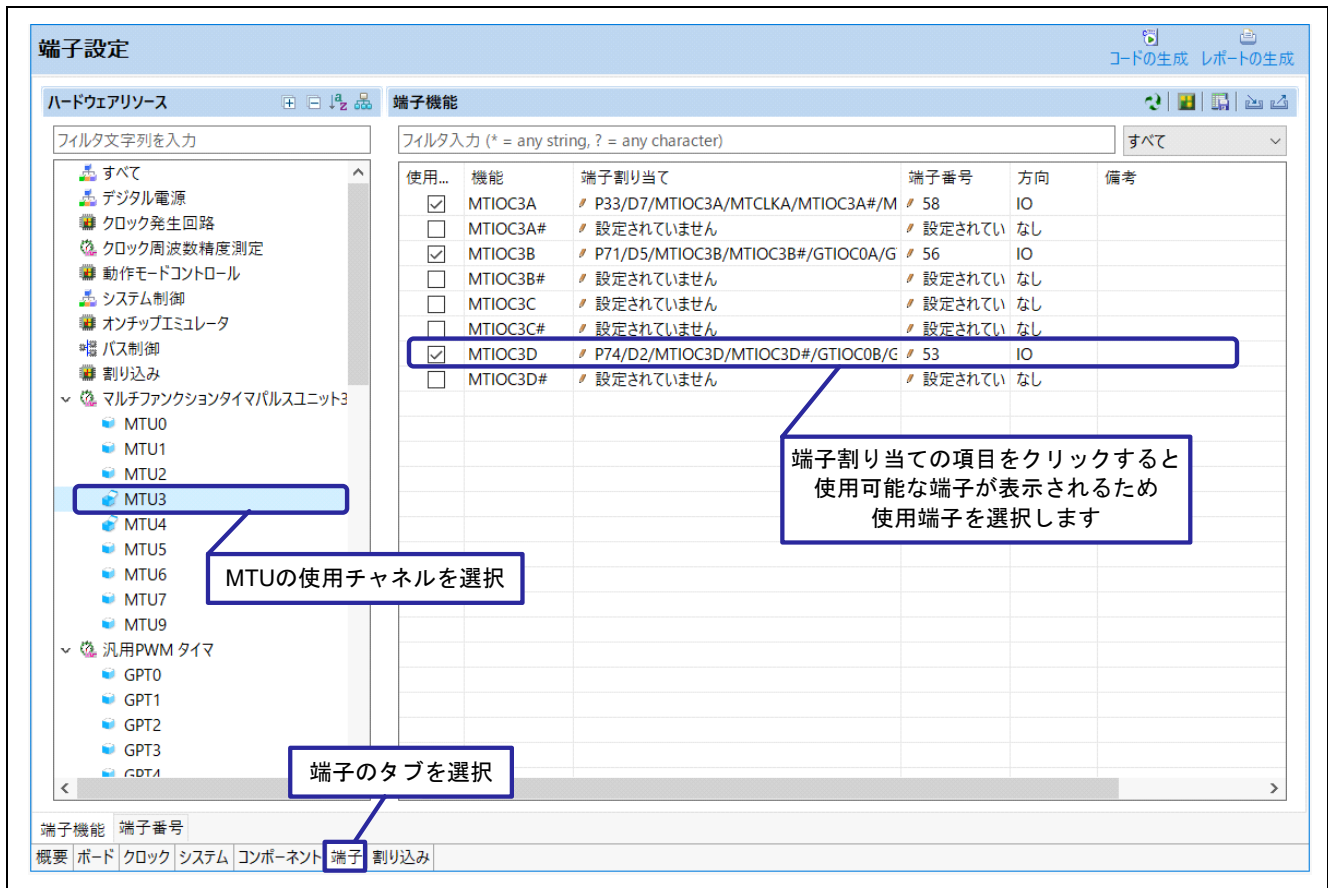 端子設定
コードの生成 レポートの生成
ハードウェアリソース
端子機能
フィルタ文字列を入力
フィルタ入力 (* = any string, ? = any character)
すべて
すべて
デジタル電源
クロック発生回路
クロック周波数精度測定
動作モードコントロール
システム制御
オンチップエミュレータ
バス制御
割り込み
マルチファンクションタイマパルスユニット3
MTU0
MTU1
MTU2
MTU3
MTU4
MTU5
MTU6
MTU7
MTU9
汎用PWM タイマ
GPT0
GPT1
GPT2
GPT3
GPT4
使用... 機能 端子割り当て 端子番号 方向 備考
MTIOC3A P33/D7/MTIOC3A/MTCLKA/MTIOC3A#/M 58 IO
MTIOC3A# 設定されていません 設定されてい なし
MTIOC3B P71/D5/MTIOC3B/MTIOC3B#/GTIOC0A/G 56 IO
MTIOC3B# 設定されていません 設定されてい なし
MTIOC3C 設定されていません 設定されてい なし
MTIOC3C# 設定されていません 設定されてい なし
MTIOC3D P74/D2/MTIOC3D/MTIOC3D#/GTIOC0B/G 53 IO
MTIOC3D# 設定されていません 設定されてい なし
端子割り当ての項目をクリックすると
使用可能な端子が表示されるため
使用端子を選択します
MTUの使用チャネルを選択
端子のタブを選択
端子機能 端子番号
概要 ボード クロック システム コンポーネント 端子 割り込み